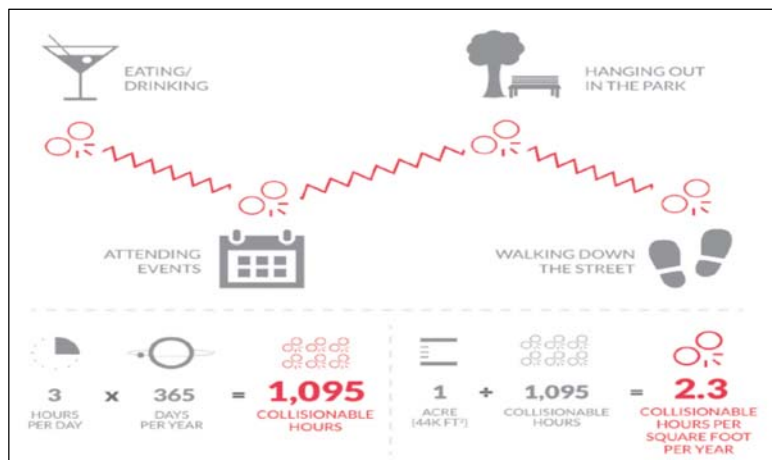 EATING/
DRINKING
HANGING OUT
IN THE PARK
ATTENDING
EVENTS
WALKING DOWN
THE STREET
3 x 365 = 1,095
HOURS
PER DAY
DAYS
PER YEAR
COLLISIONABLE
HOURS
1 + 1,095 = 2.3
ACRE
[44K FT²]
COLLISIONABLE
HOURS
COLLISIONABLE
HOURS PER
SQUARE FOOT
PER YEAR